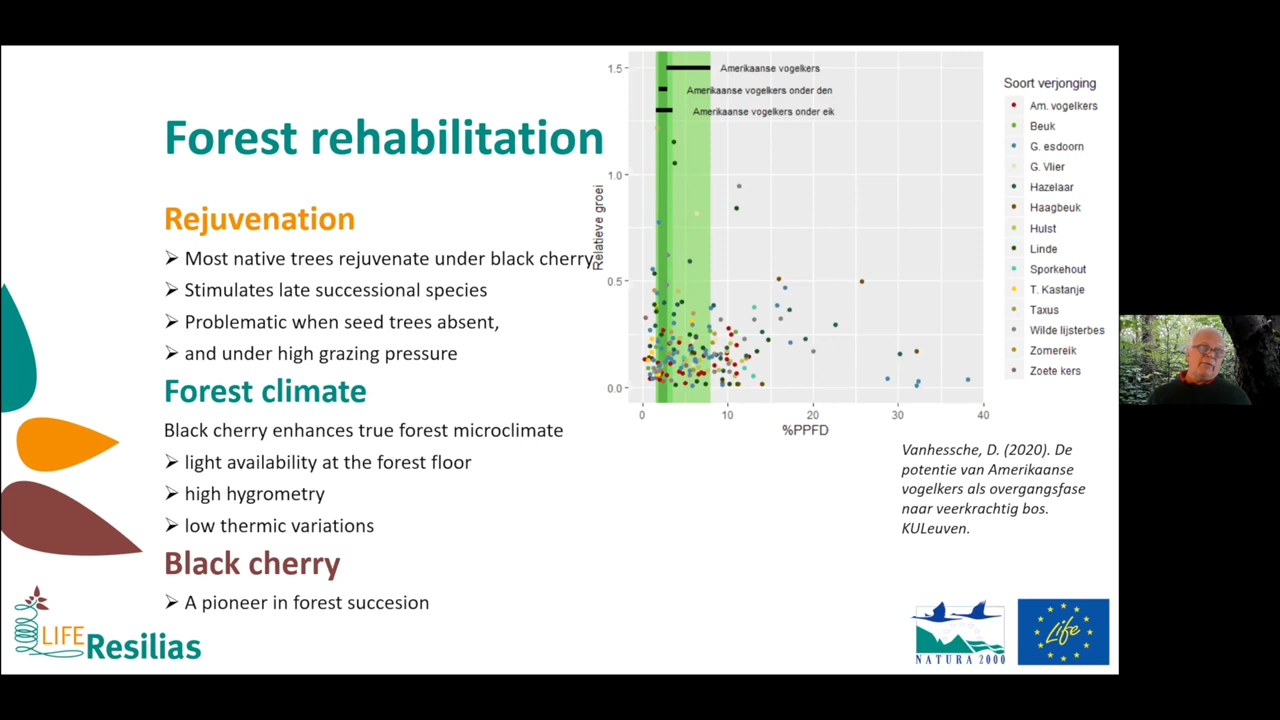 Forest rehabilitation
Rejuvenation
➢ Most native trees rejuvenate under black cherry,
➢ Stimulates late successional species
➢ Problematic when seed trees absent,
➢ and under high grazing pressure
Forest climate
Black cherry enhances true forest microclimate
➢ light availability at the forest floor
➢ high hygrometry
➢ low thermic variations
Black cherry
➢ A pioneer in forest succesion
LIFE Resilias
Amerikaanse vogelkers
Amerikaanse vogelkers onder den
Amerikaanse vogelkers onder eik
Relatieve groei
1.5
1.0
0.5
0.0
0 10 20 30 40
%PPFD
Soort verjonging
Am. vogelkers
Beuk
G. esdoorn
G. Vlier
Hazelaar
Haagbeuk
Hulst
Linde
Sporkehout
T. Kastanje
Taxus
Wilde lijsterbes
Zomereik
Zoete kers
Vanhessche, D. (2020). De
potentie van Amerikaanse
vogelkers als overgangsfase
naar veerkrachtig bos.
KULeuven.
NATURA 2000
Life